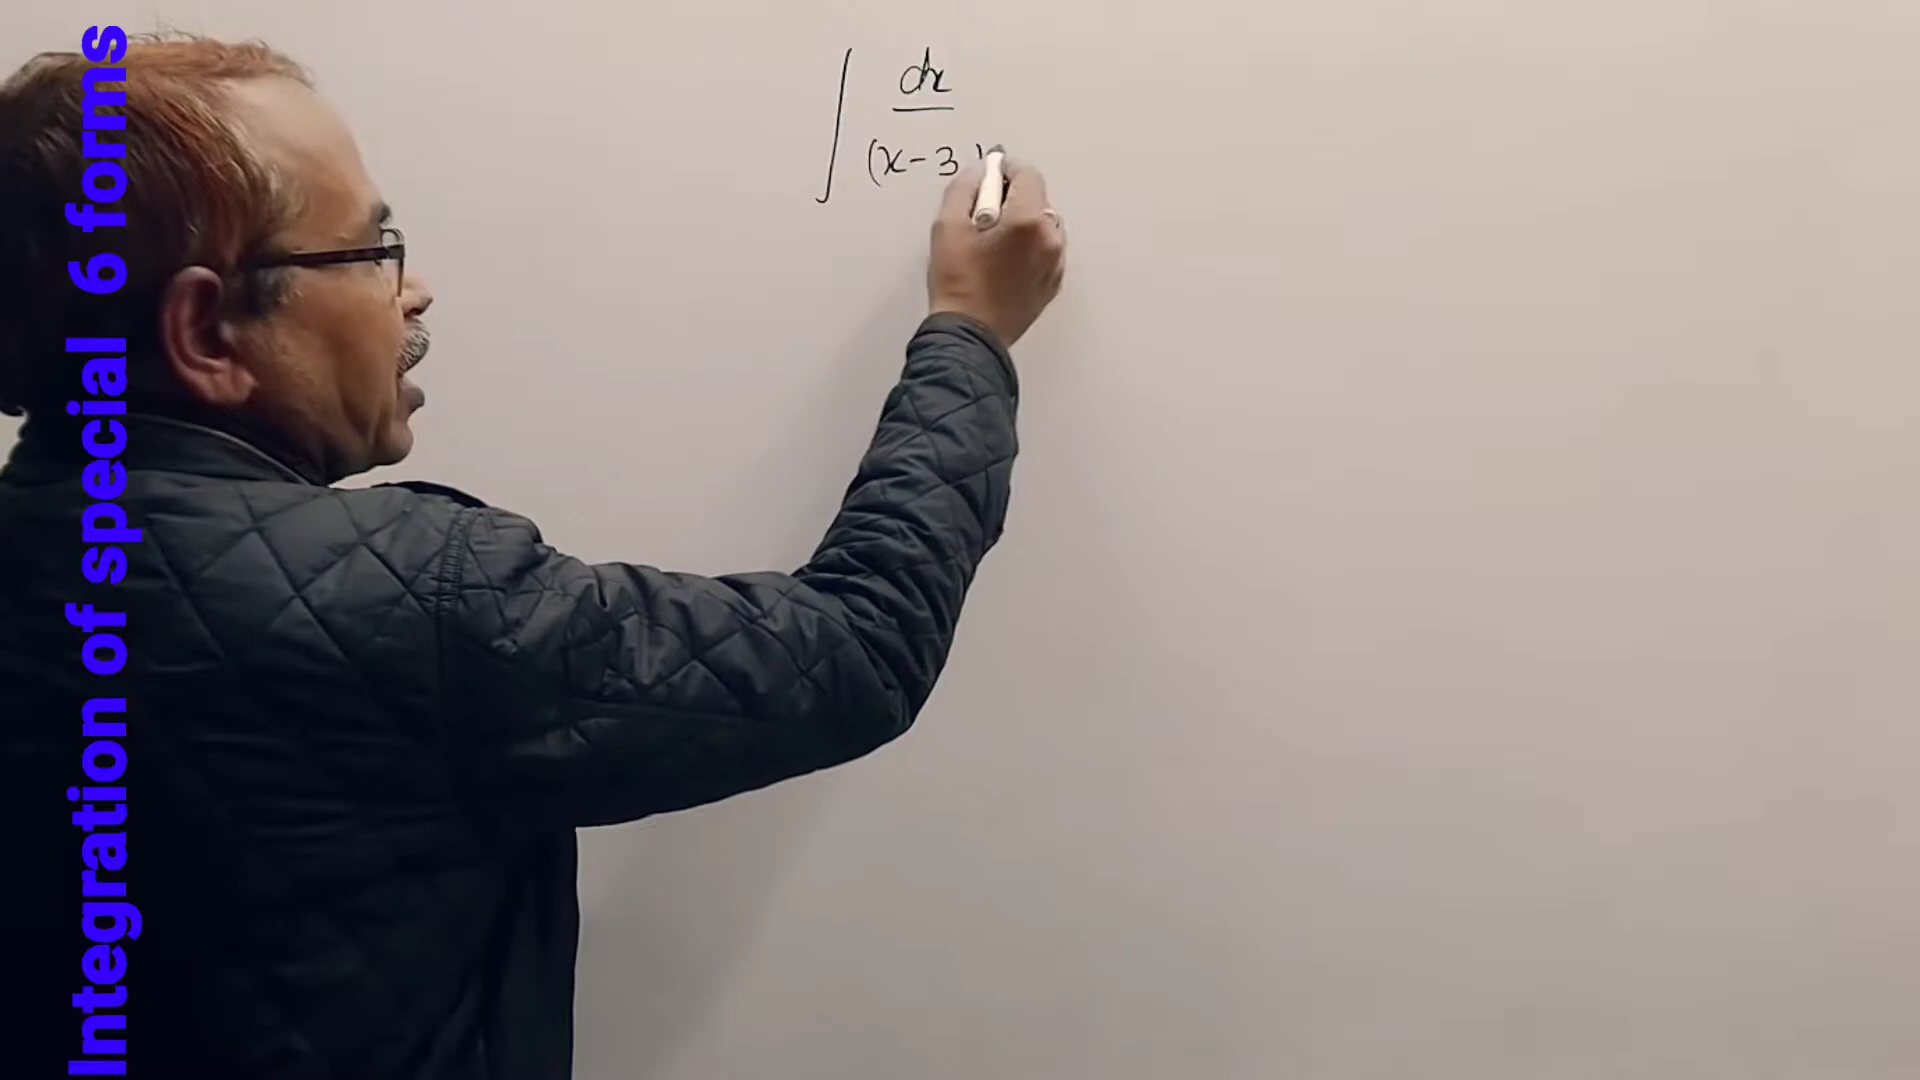 Integration of special 6 forms
∫ dx
(x-3)